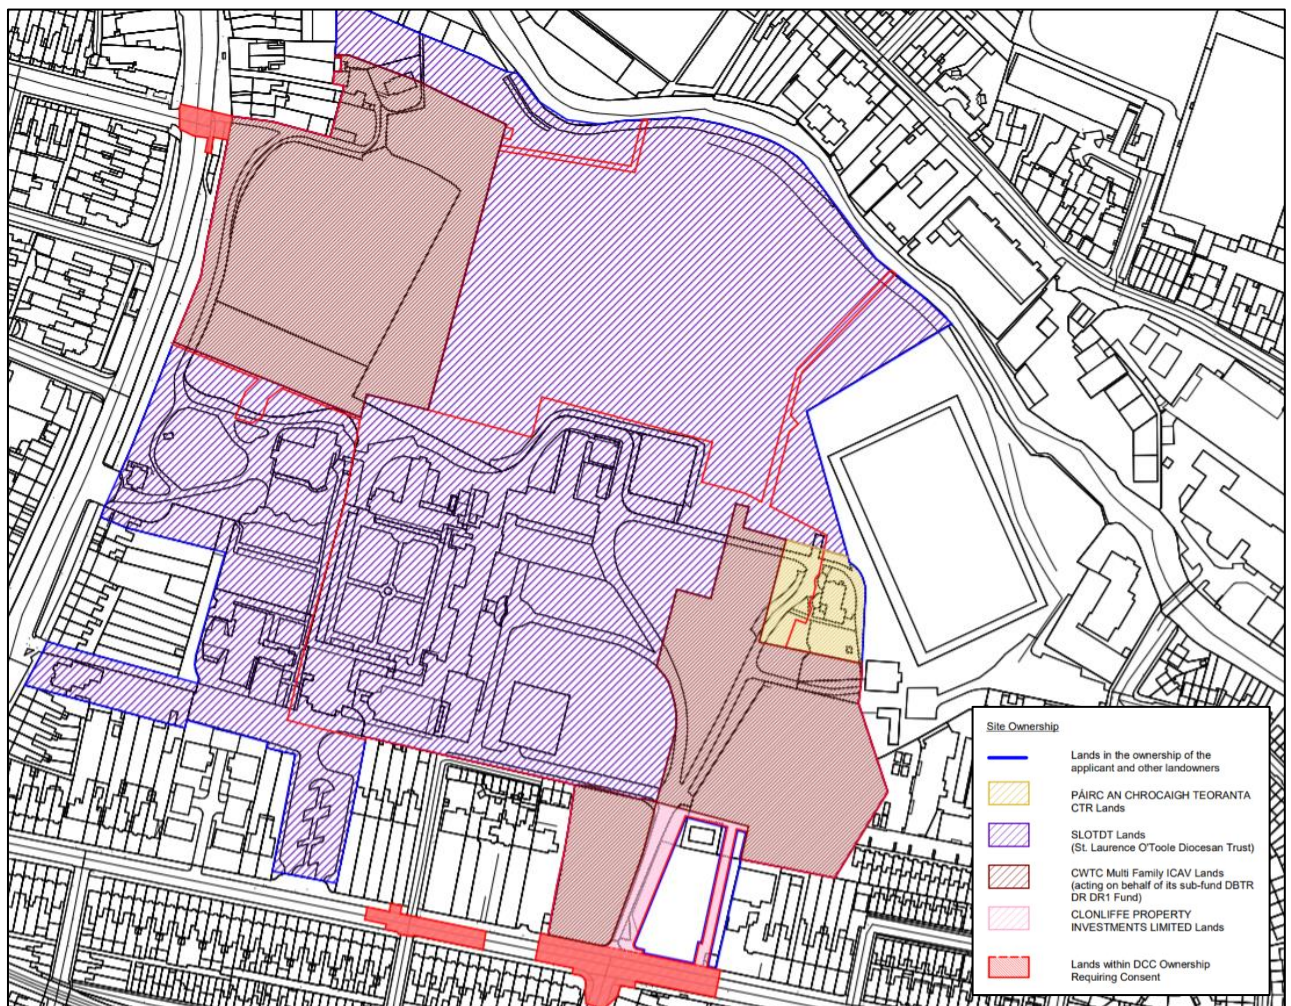 Site Ownership
Lands in the ownership of the
applicant and other landowners
PÁIRC AN CHROCAIGH TEORANTA
CTR Lands
SLOTDT Lands
(St. Laurence O'Toole Diocesan Trust)
CWTC Multi Family ICAV Lands
(acting on behalf of its sub-fund DBTR
DR DR1 Fund)
CLONLIFFE PROPERTY
INVESTMENTS LIMITED Lands
Lands within DCC Ownership
Requiring Consent